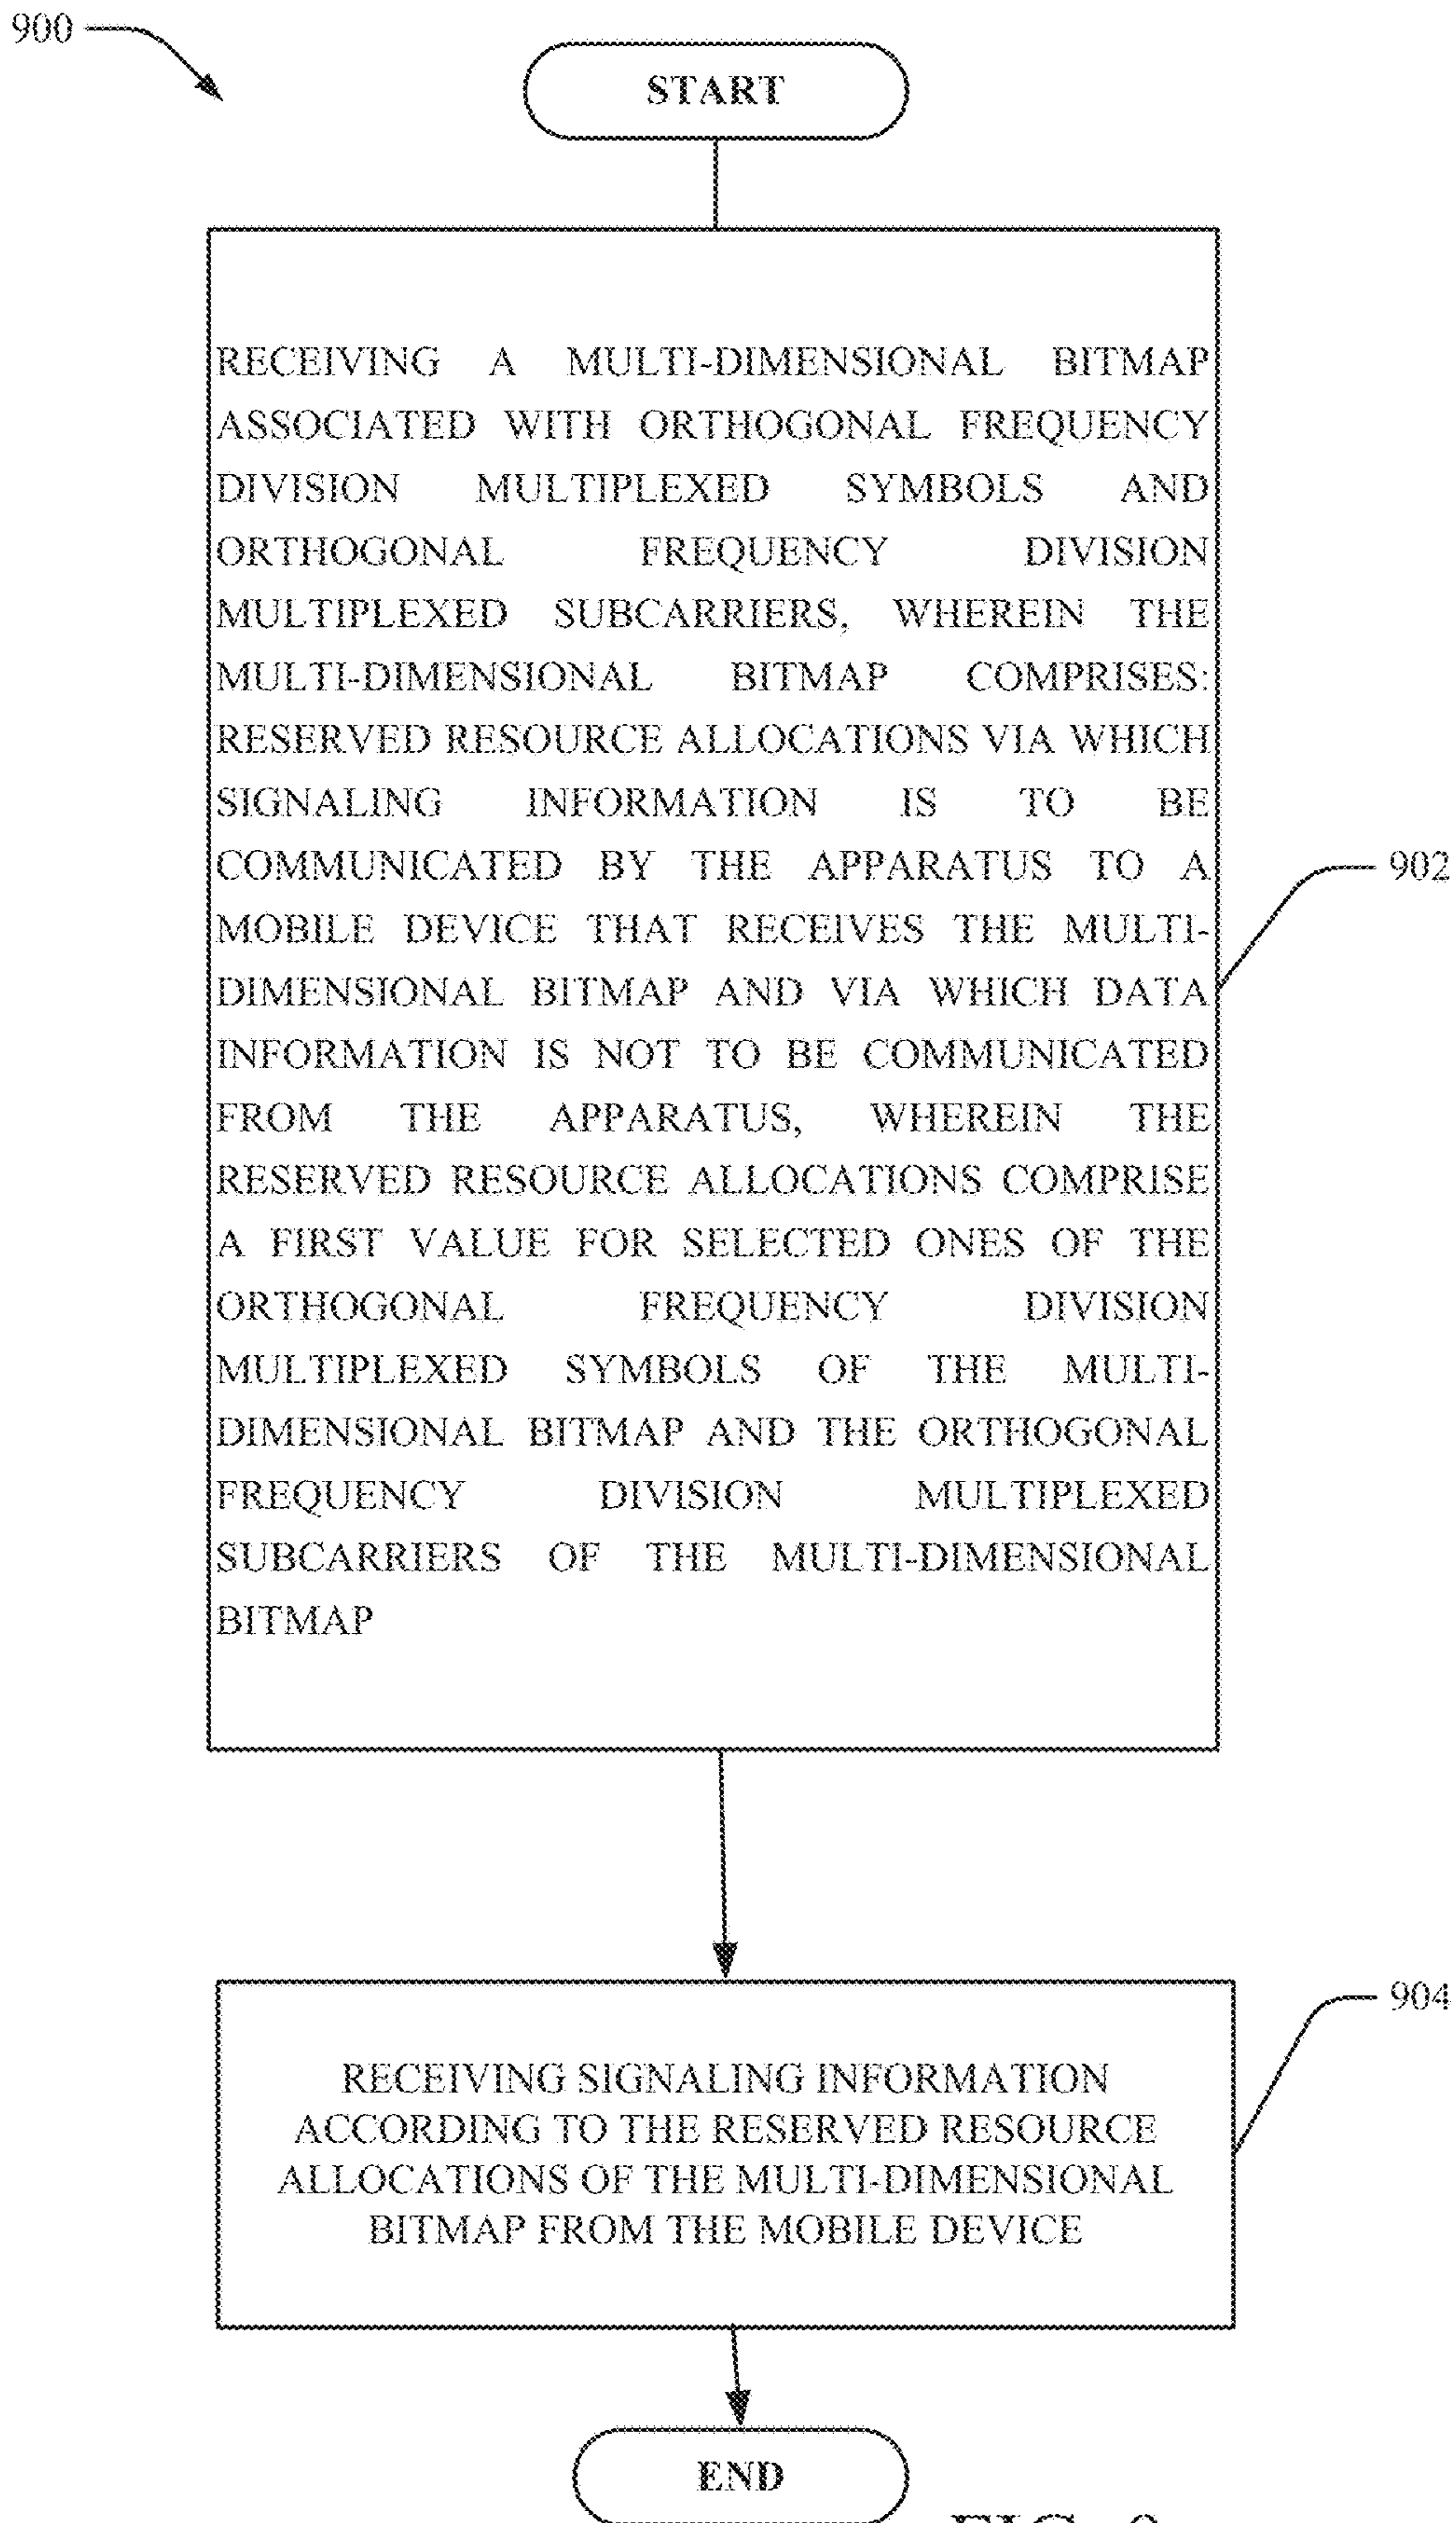 900
START
RECEIVING A MULTI-DIMENSIONAL BITMAP
ASSOCIATED WITH ORTHOGONAL FREQUENCY
DIVISION MULTIPLEXED SYMBOLS AND
ORTHOGONAL FREQUENCY DIVISION
MULTIPLEXED SUBCARRIERS, WHEREIN THE
MULTI-DIMENSIONAL BITMAP COMPRISES:
RESERVED RESOURCE ALLOCATIONS VIA WHICH
SIGNALING INFORMATION IS TO BE
COMMUNICATED BY THE APPARATUS TO A
MOBILE DEVICE THAT RECEIVES THE MULTI-
DIMENSIONAL BITMAP AND VIA WHICH DATA
INFORMATION IS NOT TO BE COMMUNICATED
FROM THE APPARATUS, WHEREIN THE
RESERVED RESOURCE ALLOCATIONS COMPRISE
A FIRST VALUE FOR SELECTED ONES OF THE
ORTHOGONAL FREQUENCY DIVISION
MULTIPLEXED SYMBOLS OF THE MULTI-
DIMENSIONAL BITMAP AND THE ORTHOGONAL
FREQUENCY DIVISION MULTIPLEXED
SUBCARRIERS OF THE MULTI-DIMENSIONAL
BITMAP
902
RECEIVING SIGNALING INFORMATION
ACCORDING TO THE RESERVED RESOURCE
ALLOCATIONS OF THE MULTI-DIMENSIONAL
BITMAP FROM THE MOBILE DEVICE
904
END